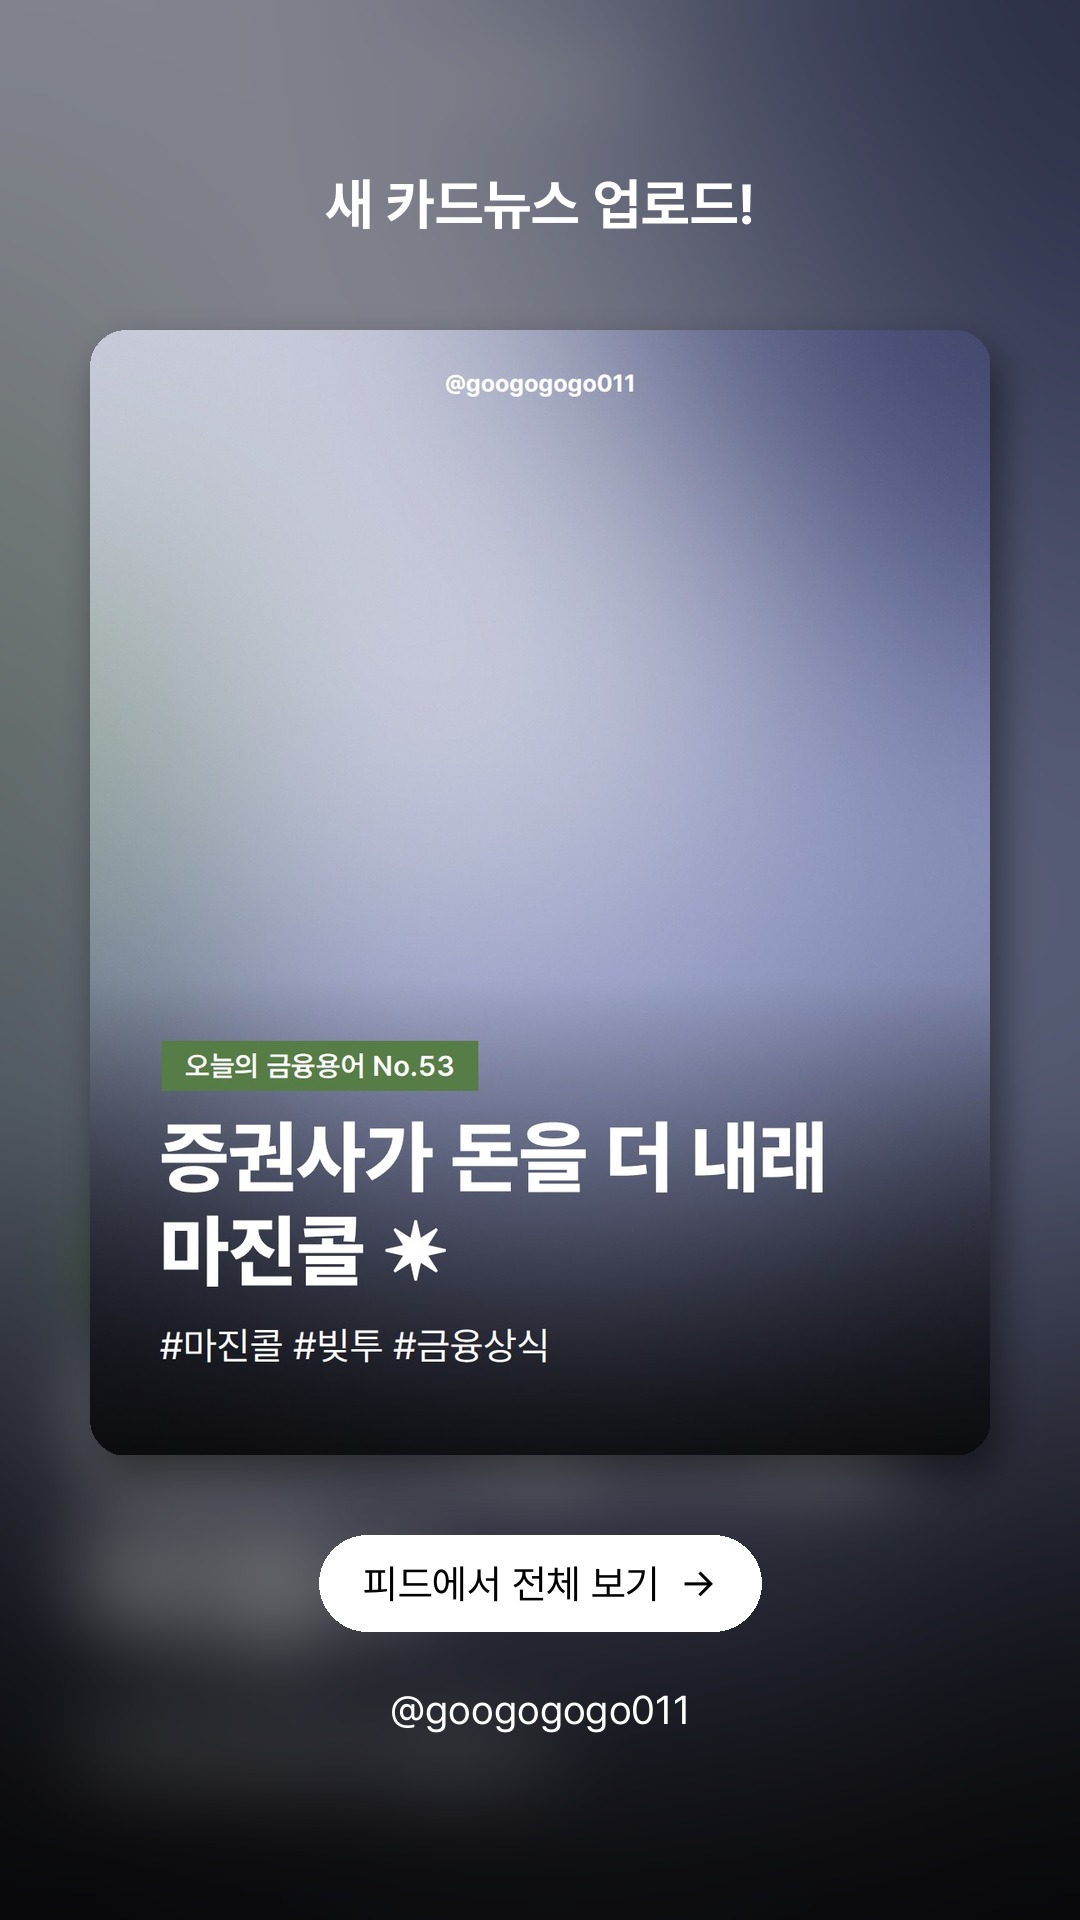 새 카드뉴스 업로드!
@googogogo011
오늘의 금융용어 No.53
증권사가 돈을 더 내래
마진콜 ✷
#마진콜 #빚투 #금융상식
피드에서 전체 보기 →
@googogogo011